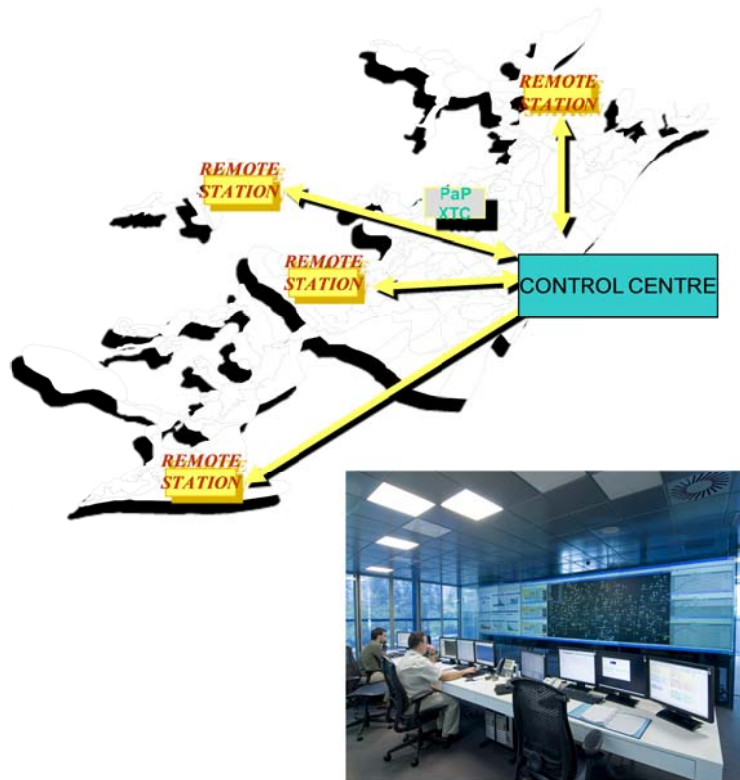 REMOTE
STATION
REMOTE
STATION
PaP
XTC
REMOTE
STATION
CONTROL CENTRE
REMOTE
STATION